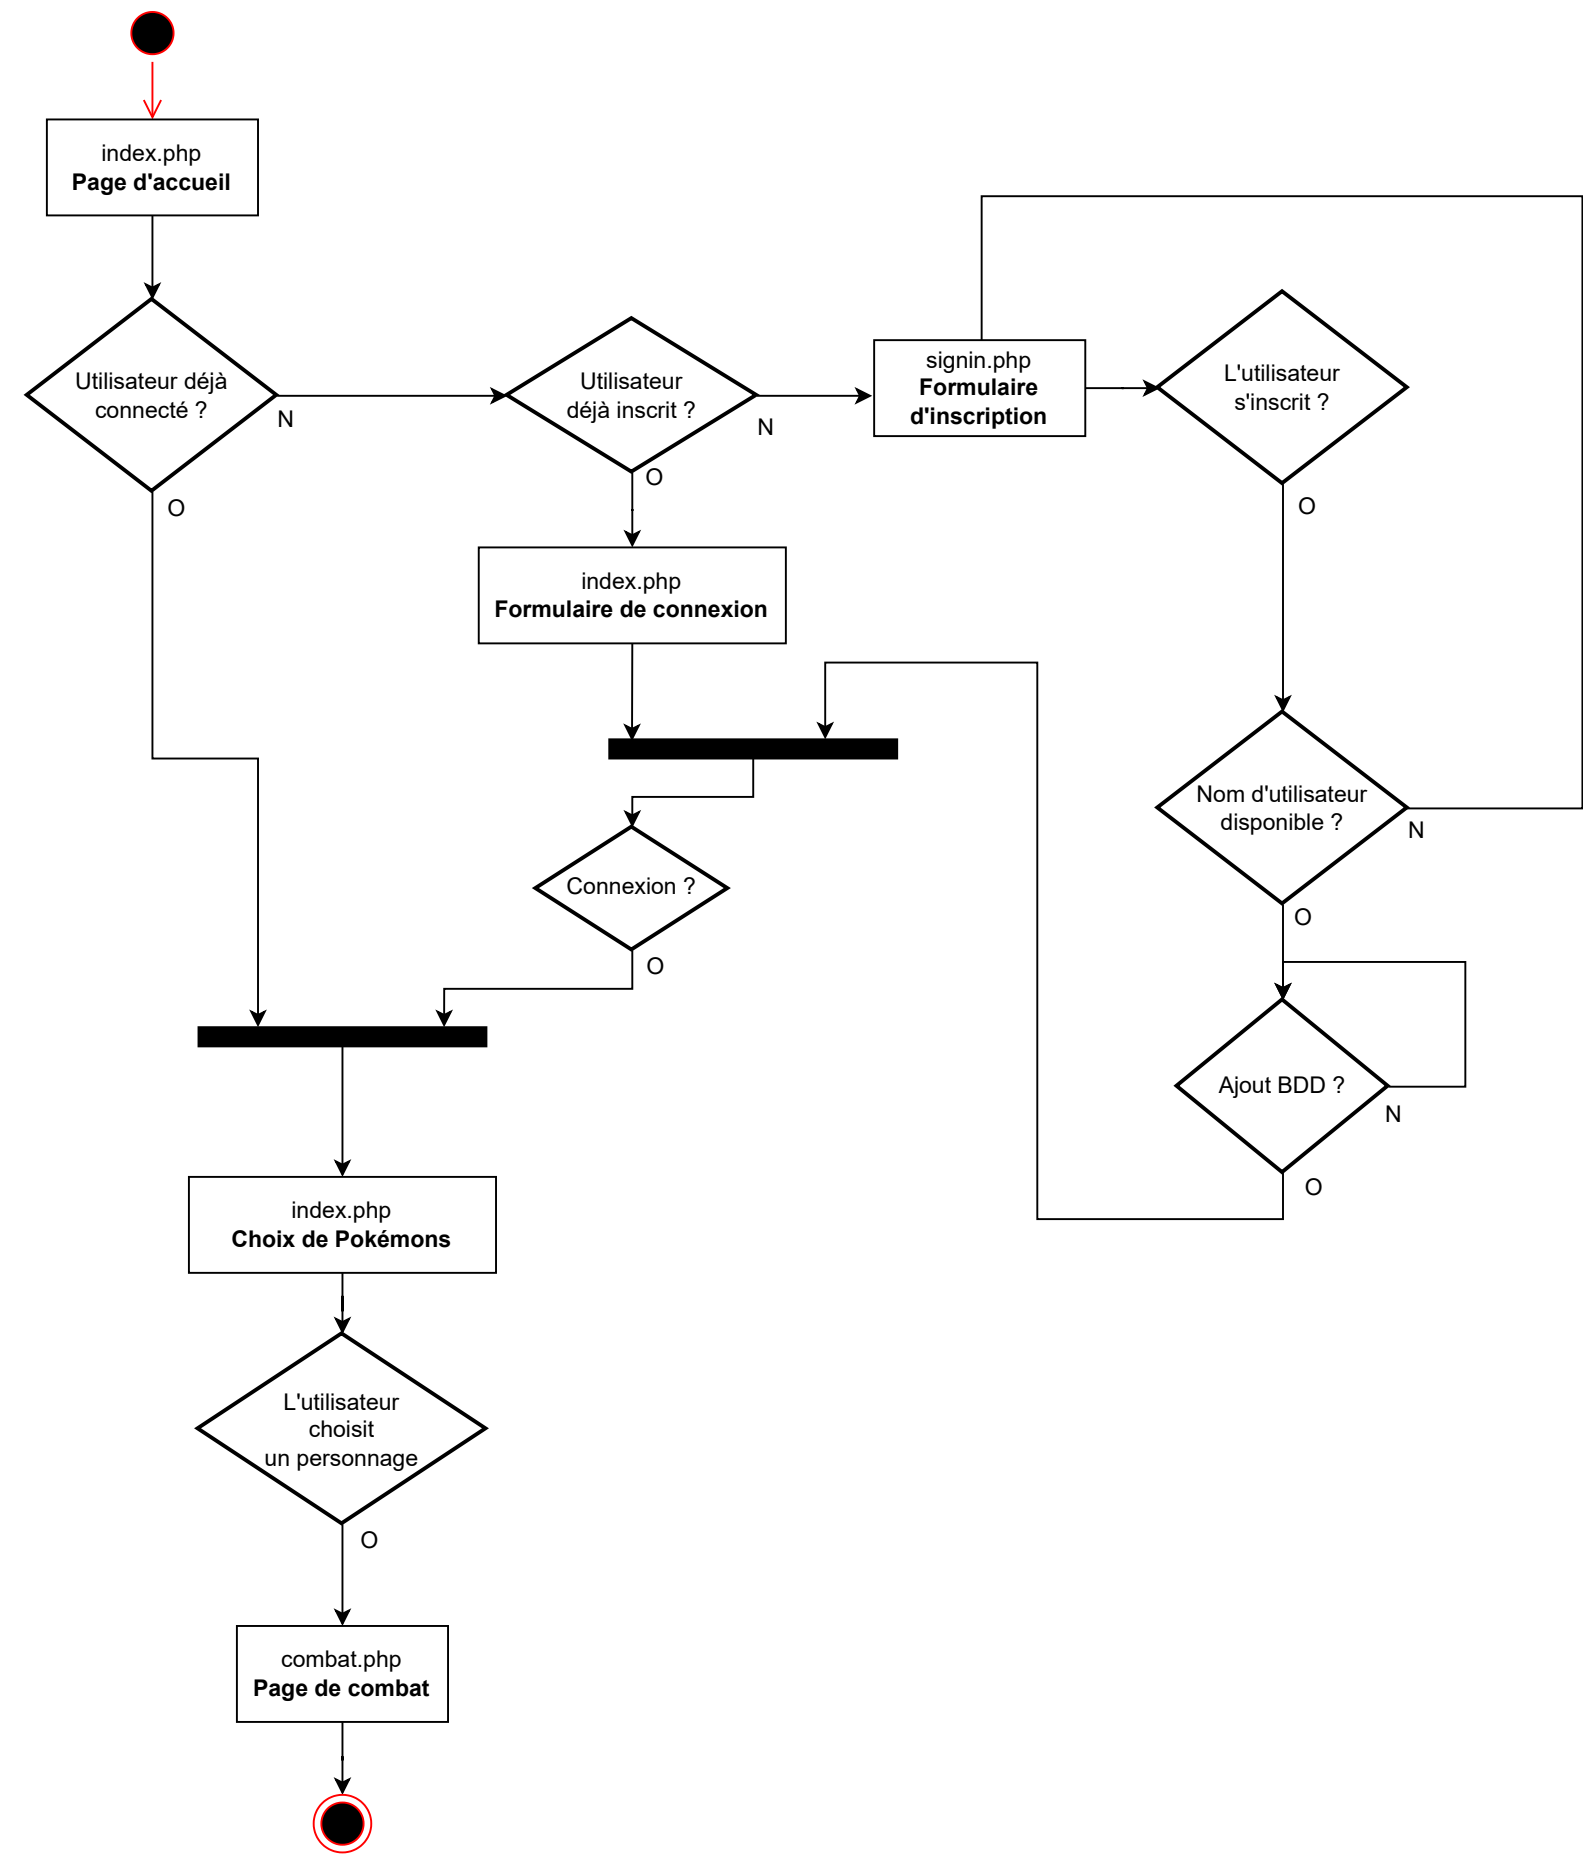 index.php
Page d'accueil
Utilisateur déjà
connecté ?
N
O
Utilisateur
déjà inscrit ?
N
O
signin.php
Formulaire
d'inscription
L'utilisateur
s'inscrit ?
O
index.php
Formulaire de connexion
Nom d'utilisateur
disponible ?
N
O
Connexion ?
O
Ajout BDD ?
N
O
index.php
Choix de Pokémons
L'utilisateur
choisit
un personnage
O
combat.php
Page de combat